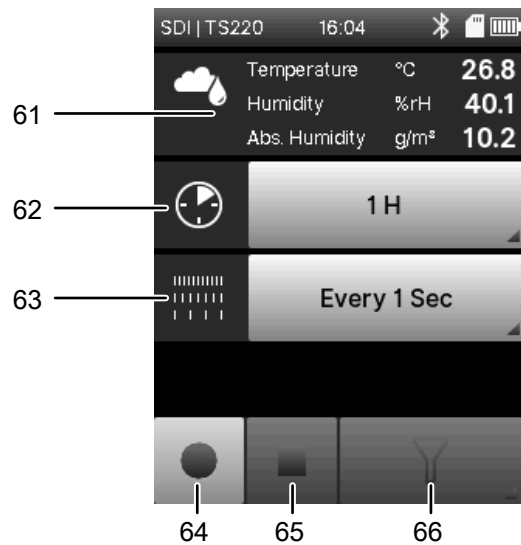 SDI|TS220 16:04
Temperature °C 26.8
61 Humidity %rH 40.1
Abs. Humidity g/m³ 10.2
62 1 H
63 Every 1 Sec
64 65 66